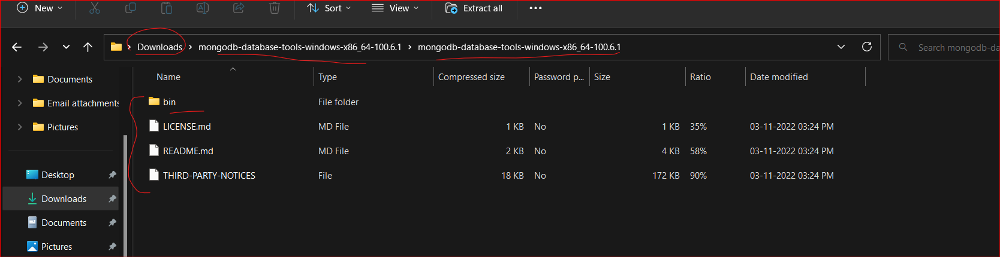 New Sort View Extract all
Downloads mongodb-database-tools-windows-x86_64-100.6.1 mongodb-database-tools-windows-x86_64-100.6.1 Search mongodb-da
Documents
Email attachments
Pictures
Desktop
Downloads
Documents
Pictures
Name Type Compressed size Password p... Size Ratio Date modified
bin File folder
LICENSE.md MD File 1 KB No 1 KB 35% 03-11-2022 03:24 PM
README.md MD File 2 KB No 4 KB 58% 03-11-2022 03:24 PM
THIRD-PARTY-NOTICES File 18 KB No 172 KB 90% 03-11-2022 03:24 PM